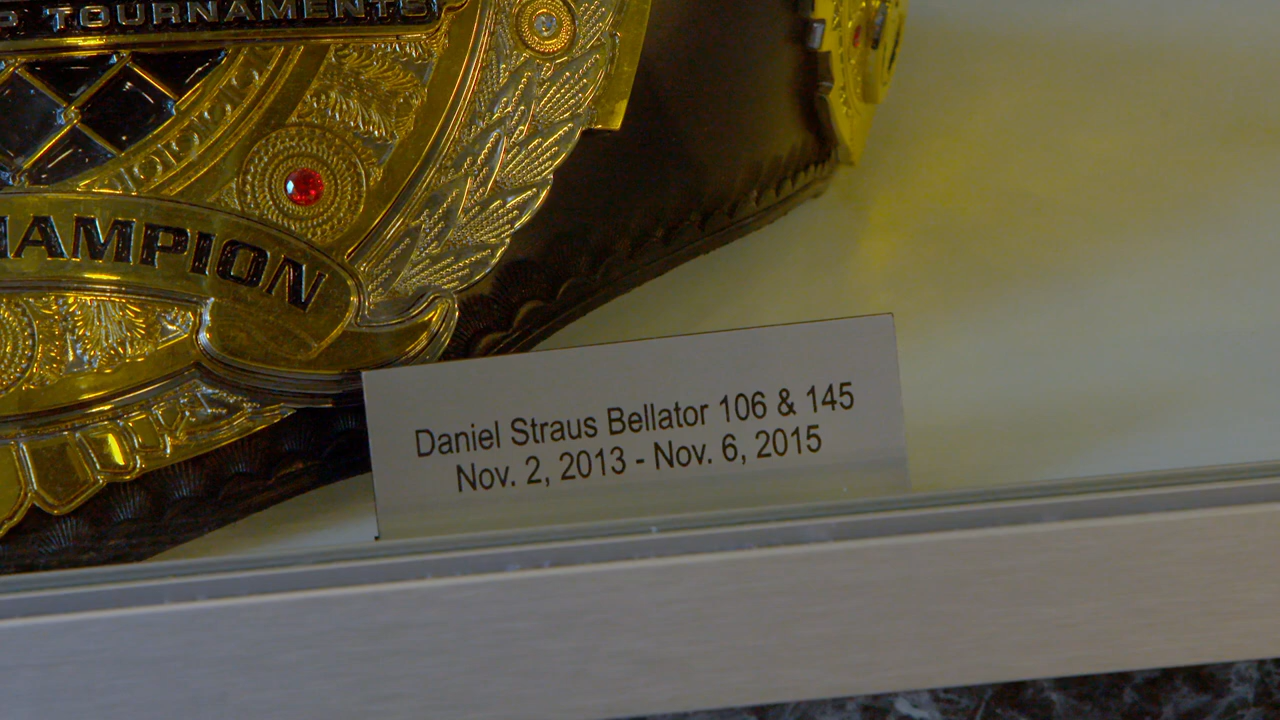 TOURNAMENTS
HAMPION
Daniel Straus Bellator 106 & 145
Nov. 2, 2013 - Nov. 6, 2015